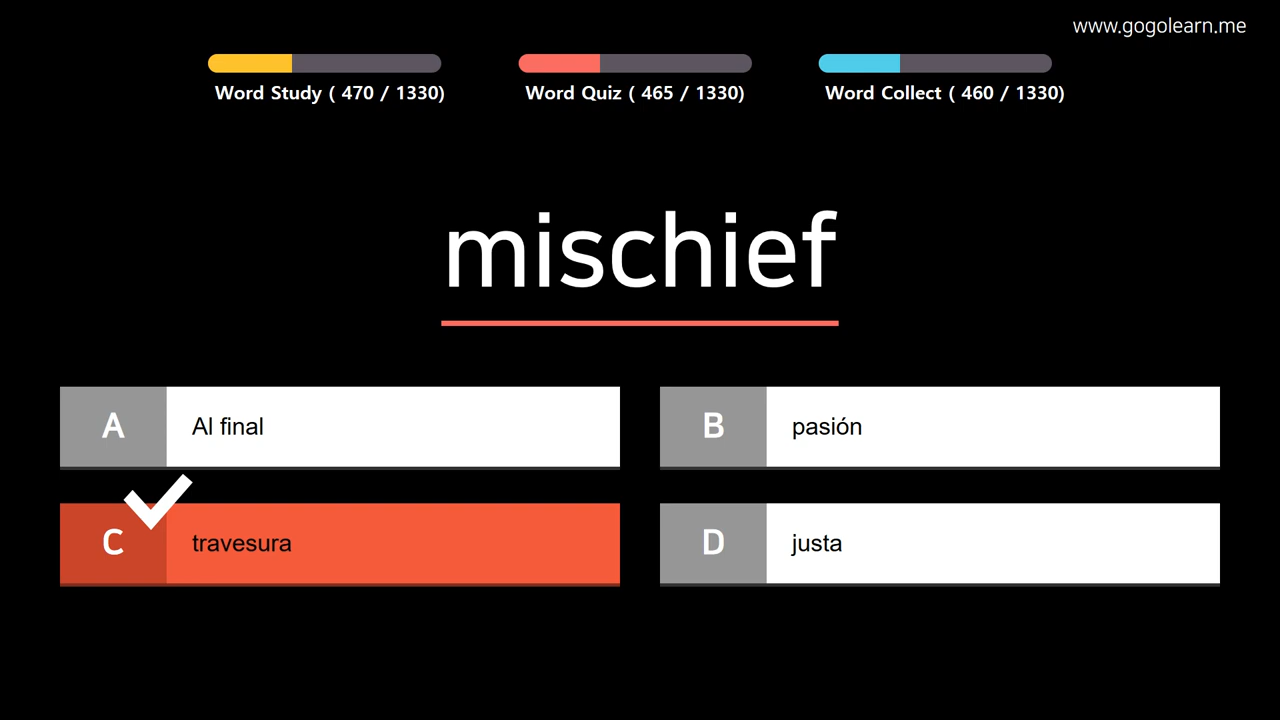 www.gogolearn.me
Word Study ( 470 / 1330)
Word Quiz ( 465 / 1330)
Word Collect ( 460 / 1330)
mischief
A
Al final
B
pasión
C
travesura
D
justa